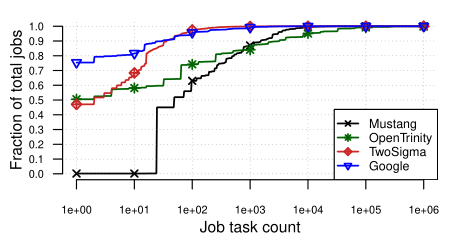 Fraction of total jobs
1.0
0.9
0.8
0.7
0.6
0.5
0.4
0.3
0.2
0.1
0.0
Mustang
OpenTrinity
TwoSigma
Google
1e+00 1e+01 1e+02 1e+03 1e+04 1e+05 1e+06
Job task count